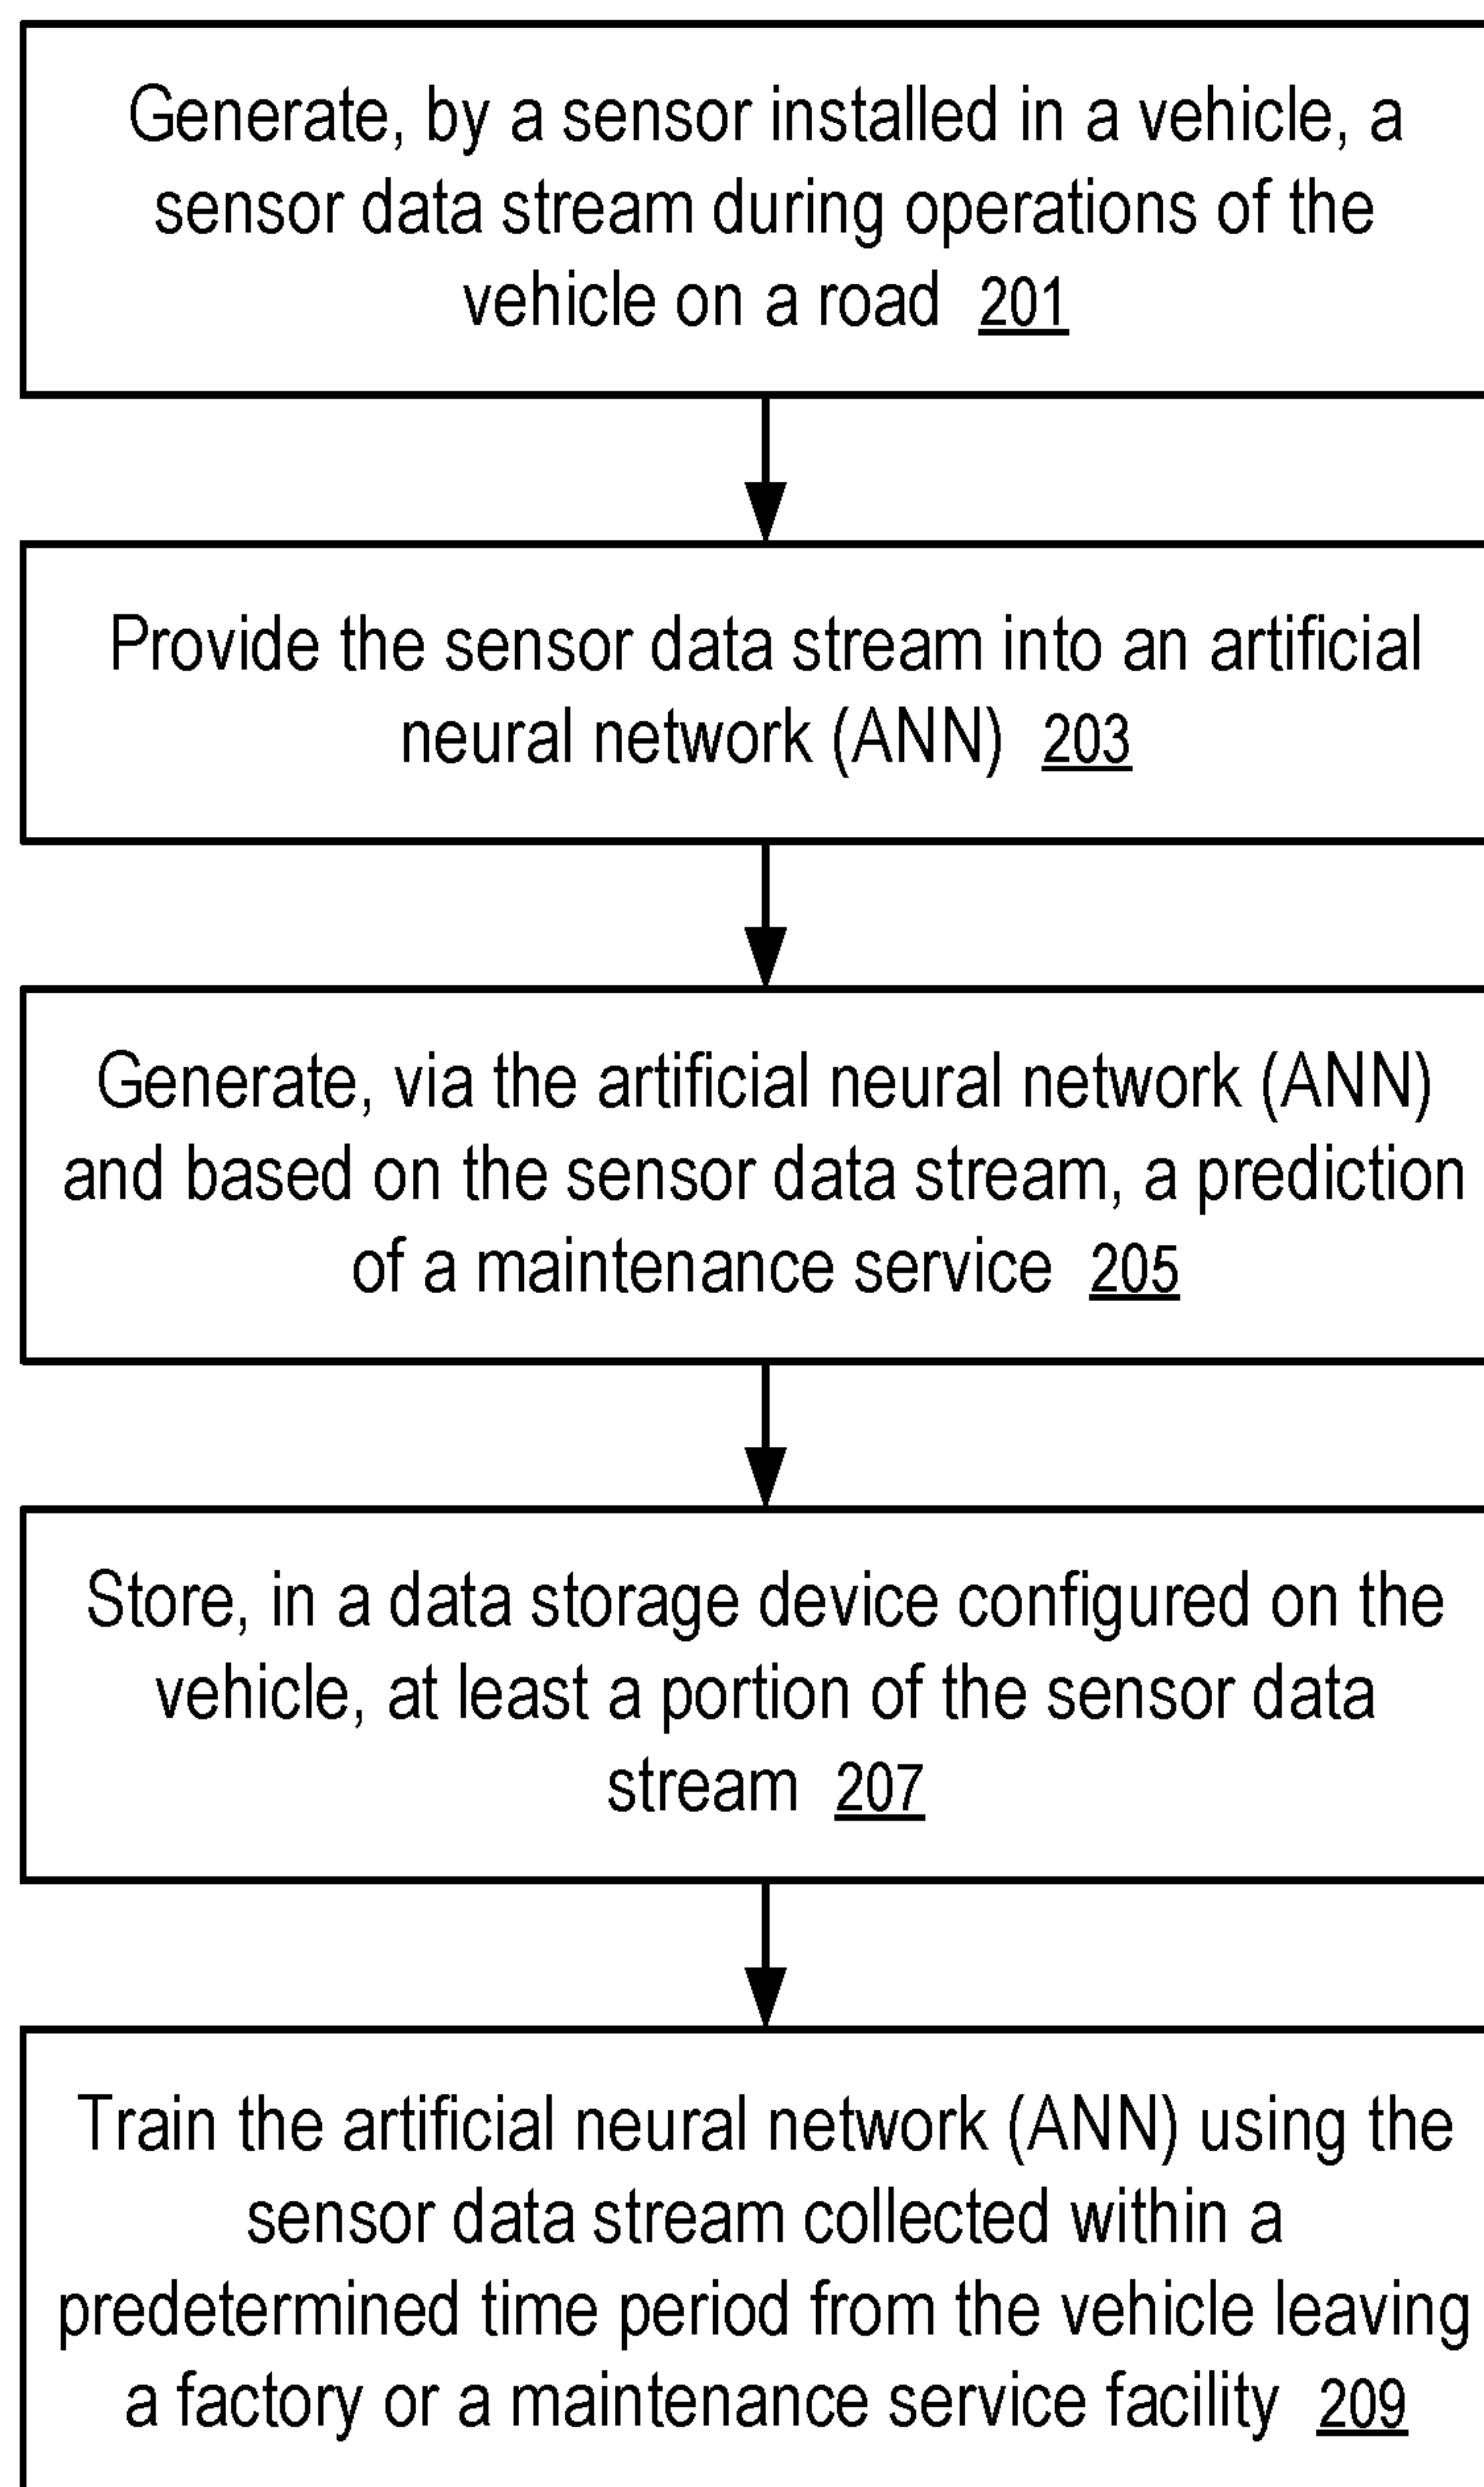 Generate, by a sensor installed in a vehicle, a
sensor data stream during operations of the
vehicle on a road 201
Provide the sensor data stream into an artificial
neural network (ANN) 203
Generate, via the artificial neural network (ANN)
and based on the sensor data stream, a prediction
of a maintenance service 205
Store, in a data storage device configured on the
vehicle, at least a portion of the sensor data
stream 207
Train the artificial neural network (ANN) using the
sensor data stream collected within a
predetermined time period from the vehicle leaving
a factory or a maintenance service facility 209